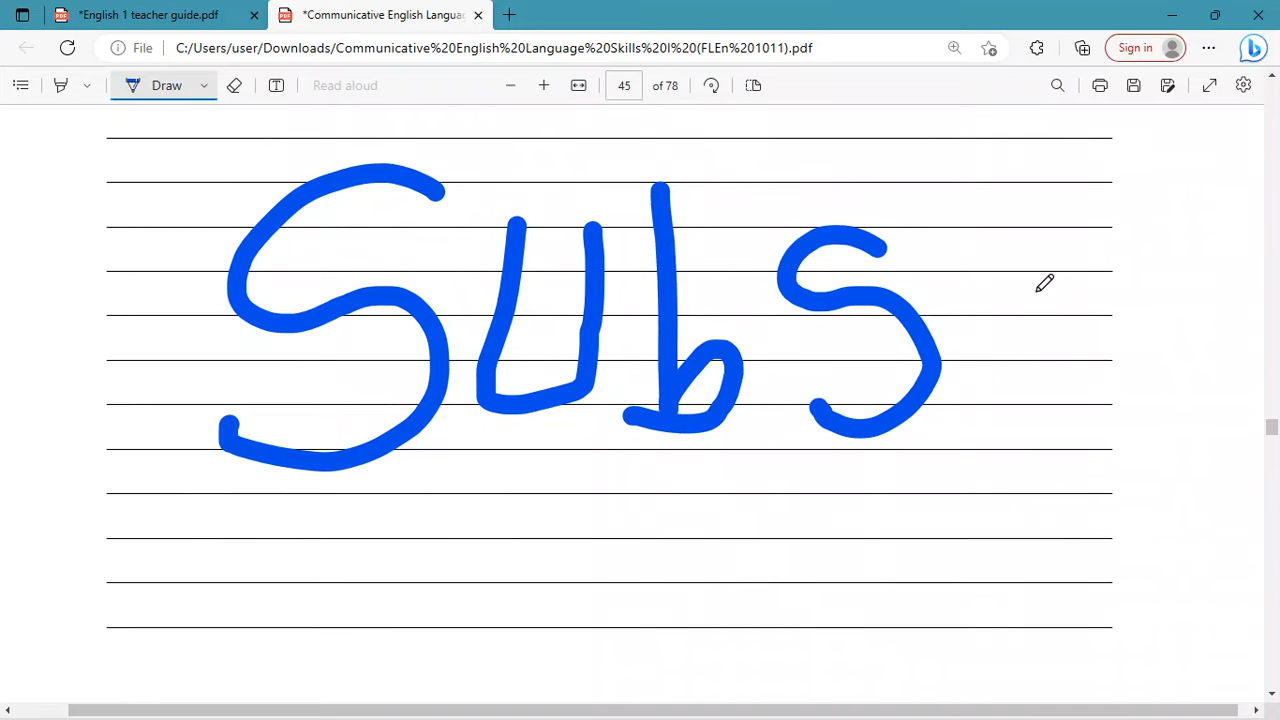 *English 1 teacher guide.pdf
*Communicative English Langua
File
C:/Users/user/Downloads/Communicative%20English%20Language%20Skills%20I%20(FLEn%201011).pdf
Sign in
Draw
Read aloud
45 of 78
Subs